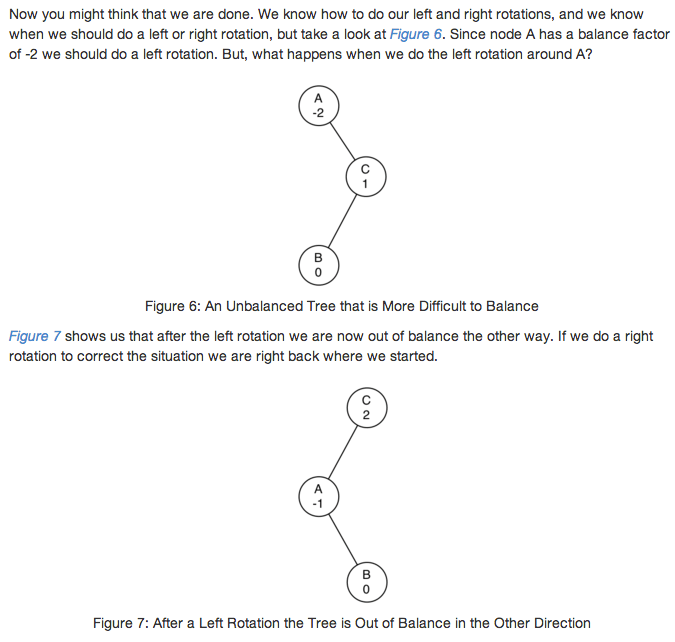 Now you might think that we are done. We know how to do our left and right rotations, and we know
when we should do a left or right rotation, but take a look at Figure 6. Since node A has a balance factor
of -2 we should do a left rotation. But, what happens when we do the left rotation around A?
A
-2
C
1
B
0
Figure 6: An Unbalanced Tree that is More Difficult to Balance
Figure 7 shows us that after the left rotation we are now out of balance the other way. If we do a right
rotation to correct the situation we are right back where we started.
C
2
A
-1
B
0
Figure 7: After a Left Rotation the Tree is Out of Balance in the Other Direction